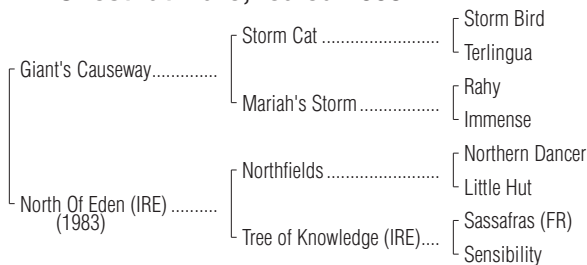 Storm Bird
Storm Cat ........................
Terlingua
Giant's Causeway.............
Rahy
Mariah's Storm .................
Immense
Northern Dancer
Northfields ........................
Little Hut
North Of Eden (IRE) .........
(1983)
Sassafras (FR)
Tree of Knowledge (IRE)....
Sensibility